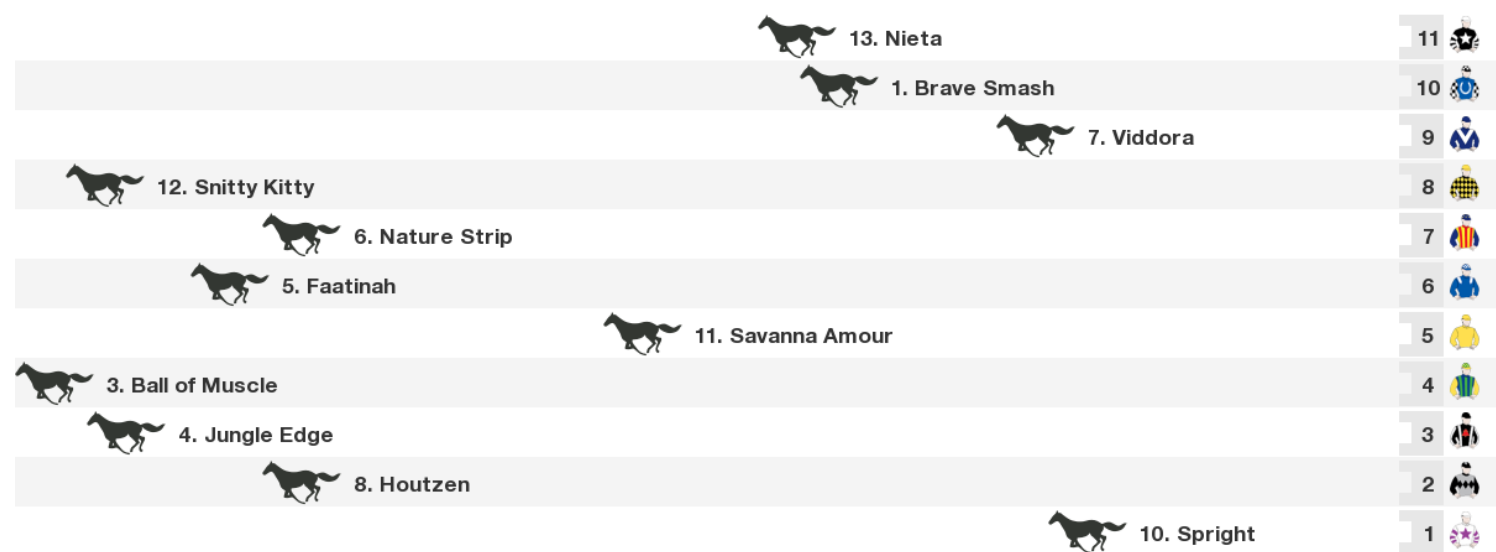 13. Nieta 11
1. Brave Smash 10
7. Viddora 9
12. Snitty Kitty 8
6. Nature Strip 7
5. Faatinah 6
11. Savanna Amour 5
3. Ball of Muscle 4
4. Jungle Edge 3
8. Houtzen 2
10. Spright 1